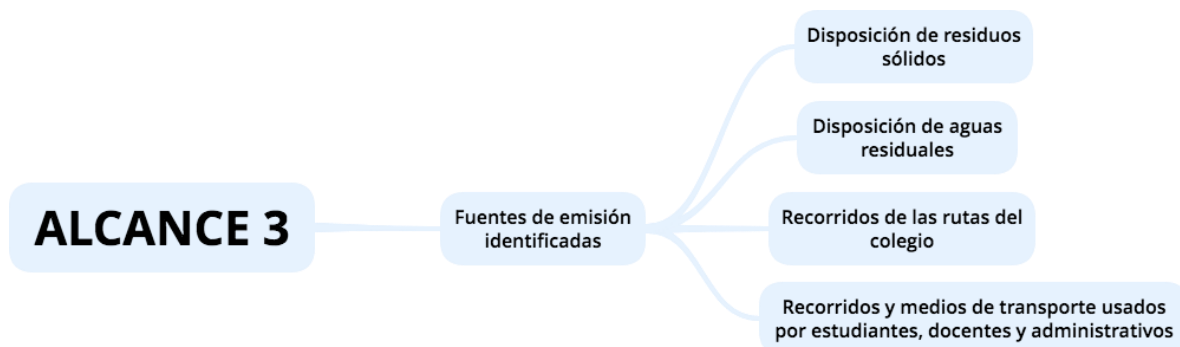 ALCANCE 3
Fuentes de emisión
identificadas
Disposición de residuos
sólidos
Disposición de aguas
residuales
Recorridos de las rutas del
colegio
Recorridos y medios de transporte usados
por estudiantes, docentes y administrativos